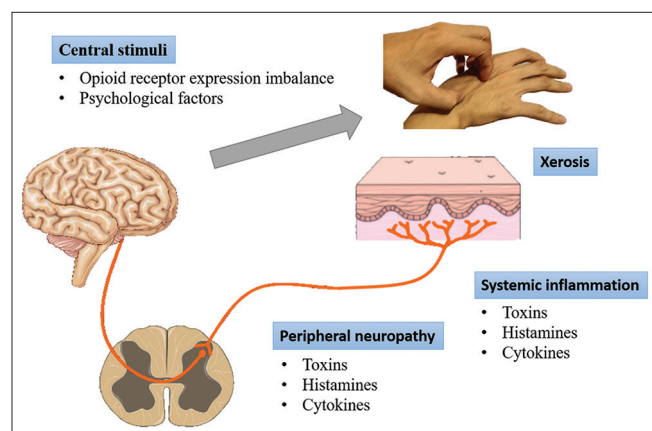 Central stimuli
• Opioid receptor expression imbalance
• Psychological factors
Xerosis
Systemic inflammation
• Toxins
• Histamines
• Cytokines
Peripheral neuropathy
• Toxins
• Histamines
• Cytokines